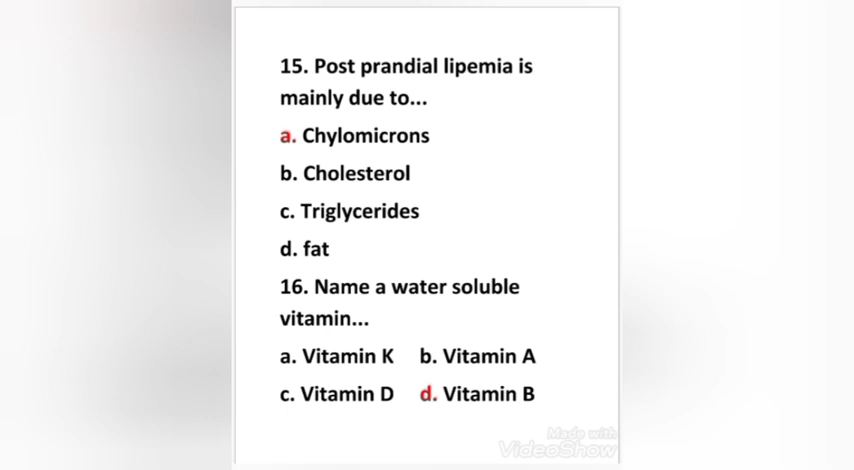 15. Post prandial lipemia is
mainly due to...
a. Chylomicrons
b. Cholesterol
c. Triglycerides
d. fat
16. Name a water soluble
vitamin...
a. Vitamin K b. Vitamin A
c. Vitamin D d. Vitamin B
Made with
VideoShow